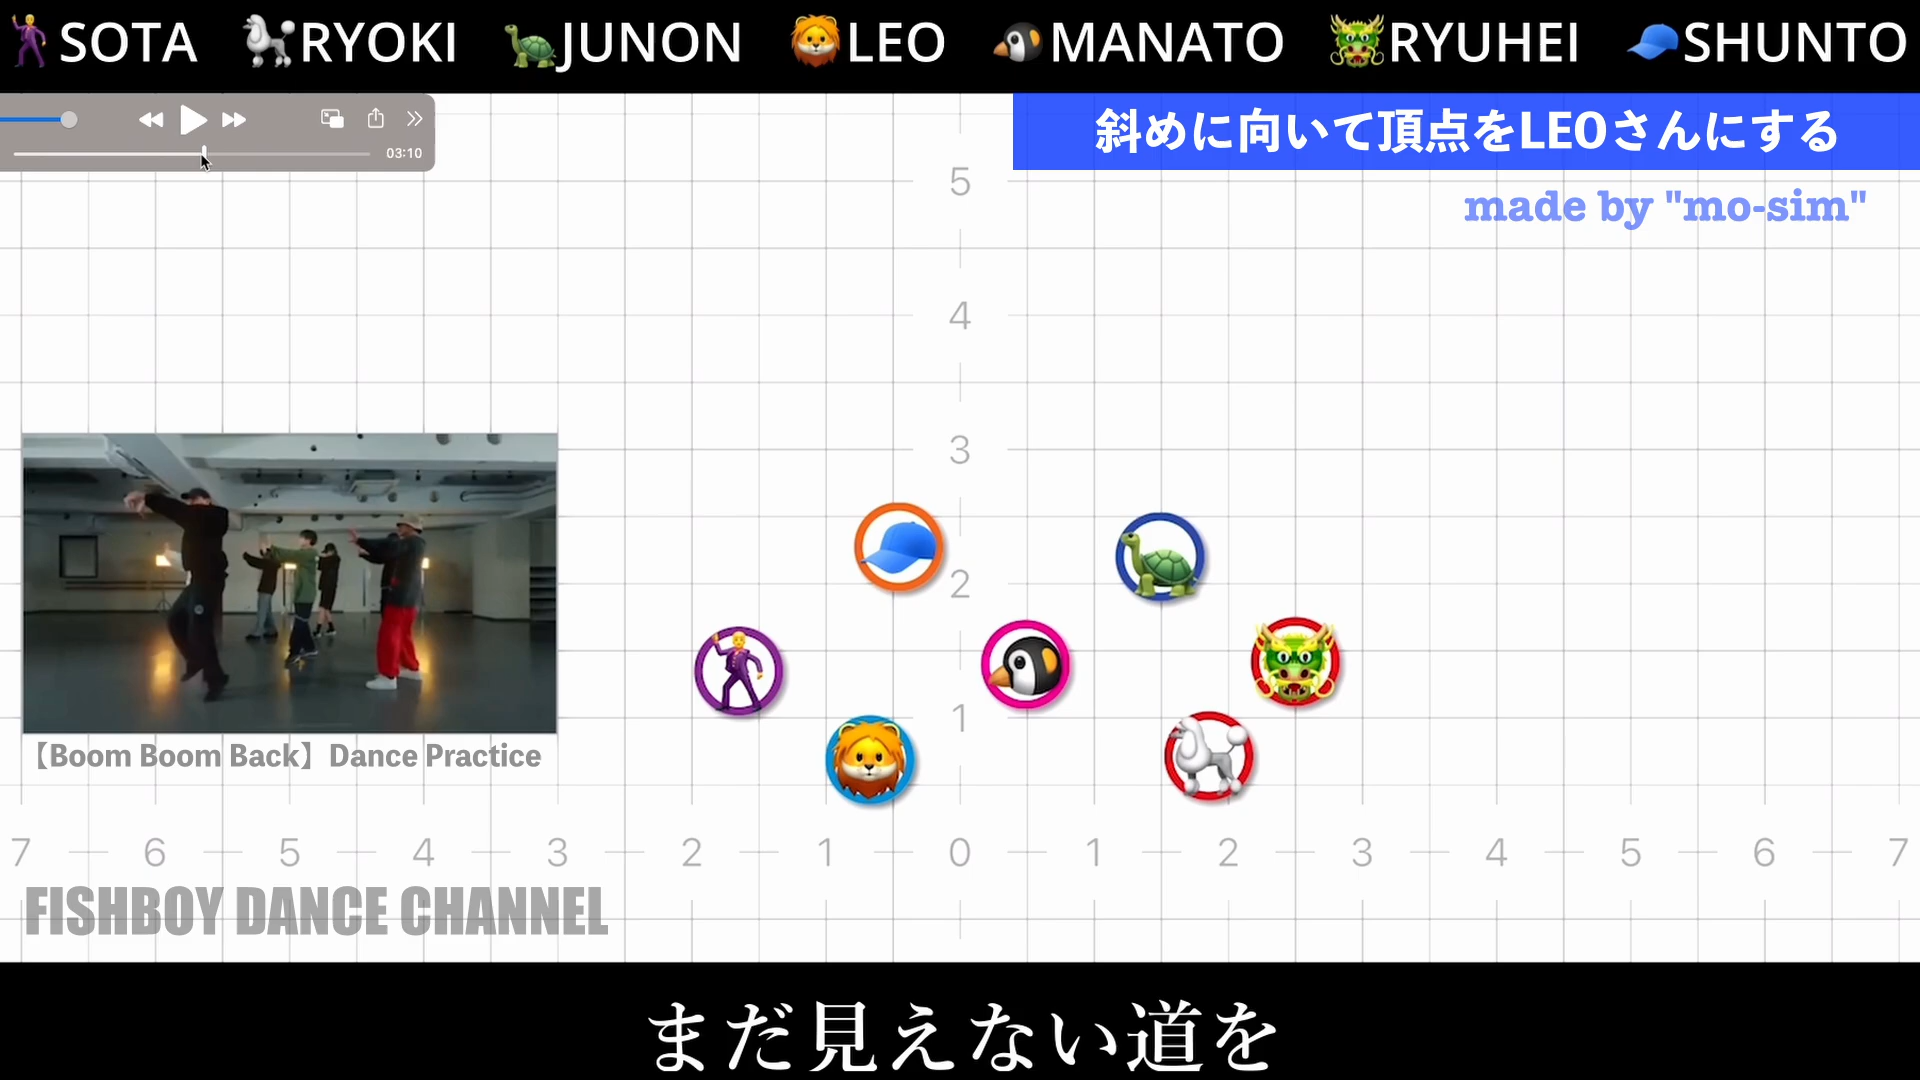 SOTA RYOKI JUNON LEO MANATO RYUHEI SHUNTO
03:10
斜めに向いて頂点をLEOさんにする
made by "mo-sim"
5
4
3
2
1
【Boom Boom Back】Dance Practice
7 6 5 4 3 2 1 0 1 2 3 4 5 6 7
FISHBOY DANCE CHANNEL
まだ見えない道を